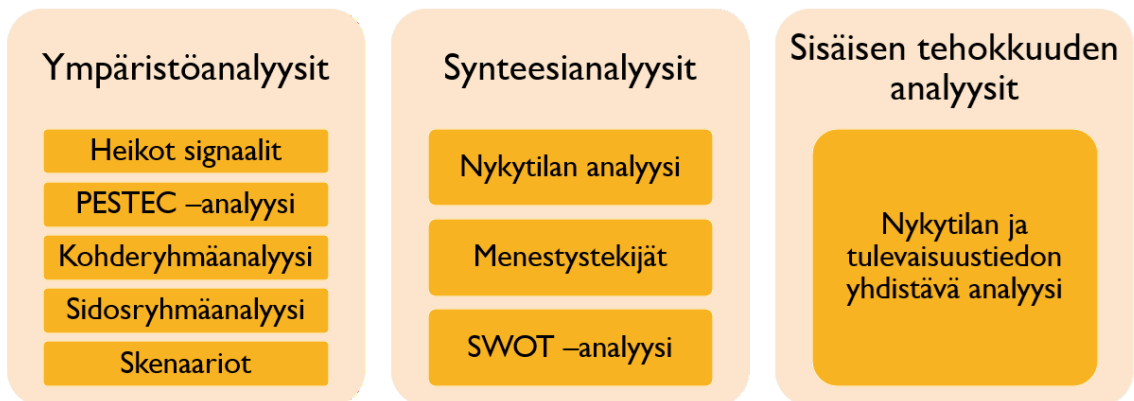 Ympäristöanalyysit
Heikot signaalit
PESTEC –analyysi
Kohderyhmäanalyysi
Sidosryhmäanalyysi
Skenaariot
Synteesianalyysit
Nykytilan analyysi
Menestystekijät
SWOT –analyysi
Sisäisen tehokkuuden
analyysit
Nykytilan ja
tulevaisuustiedon
yhdistävä analyysi